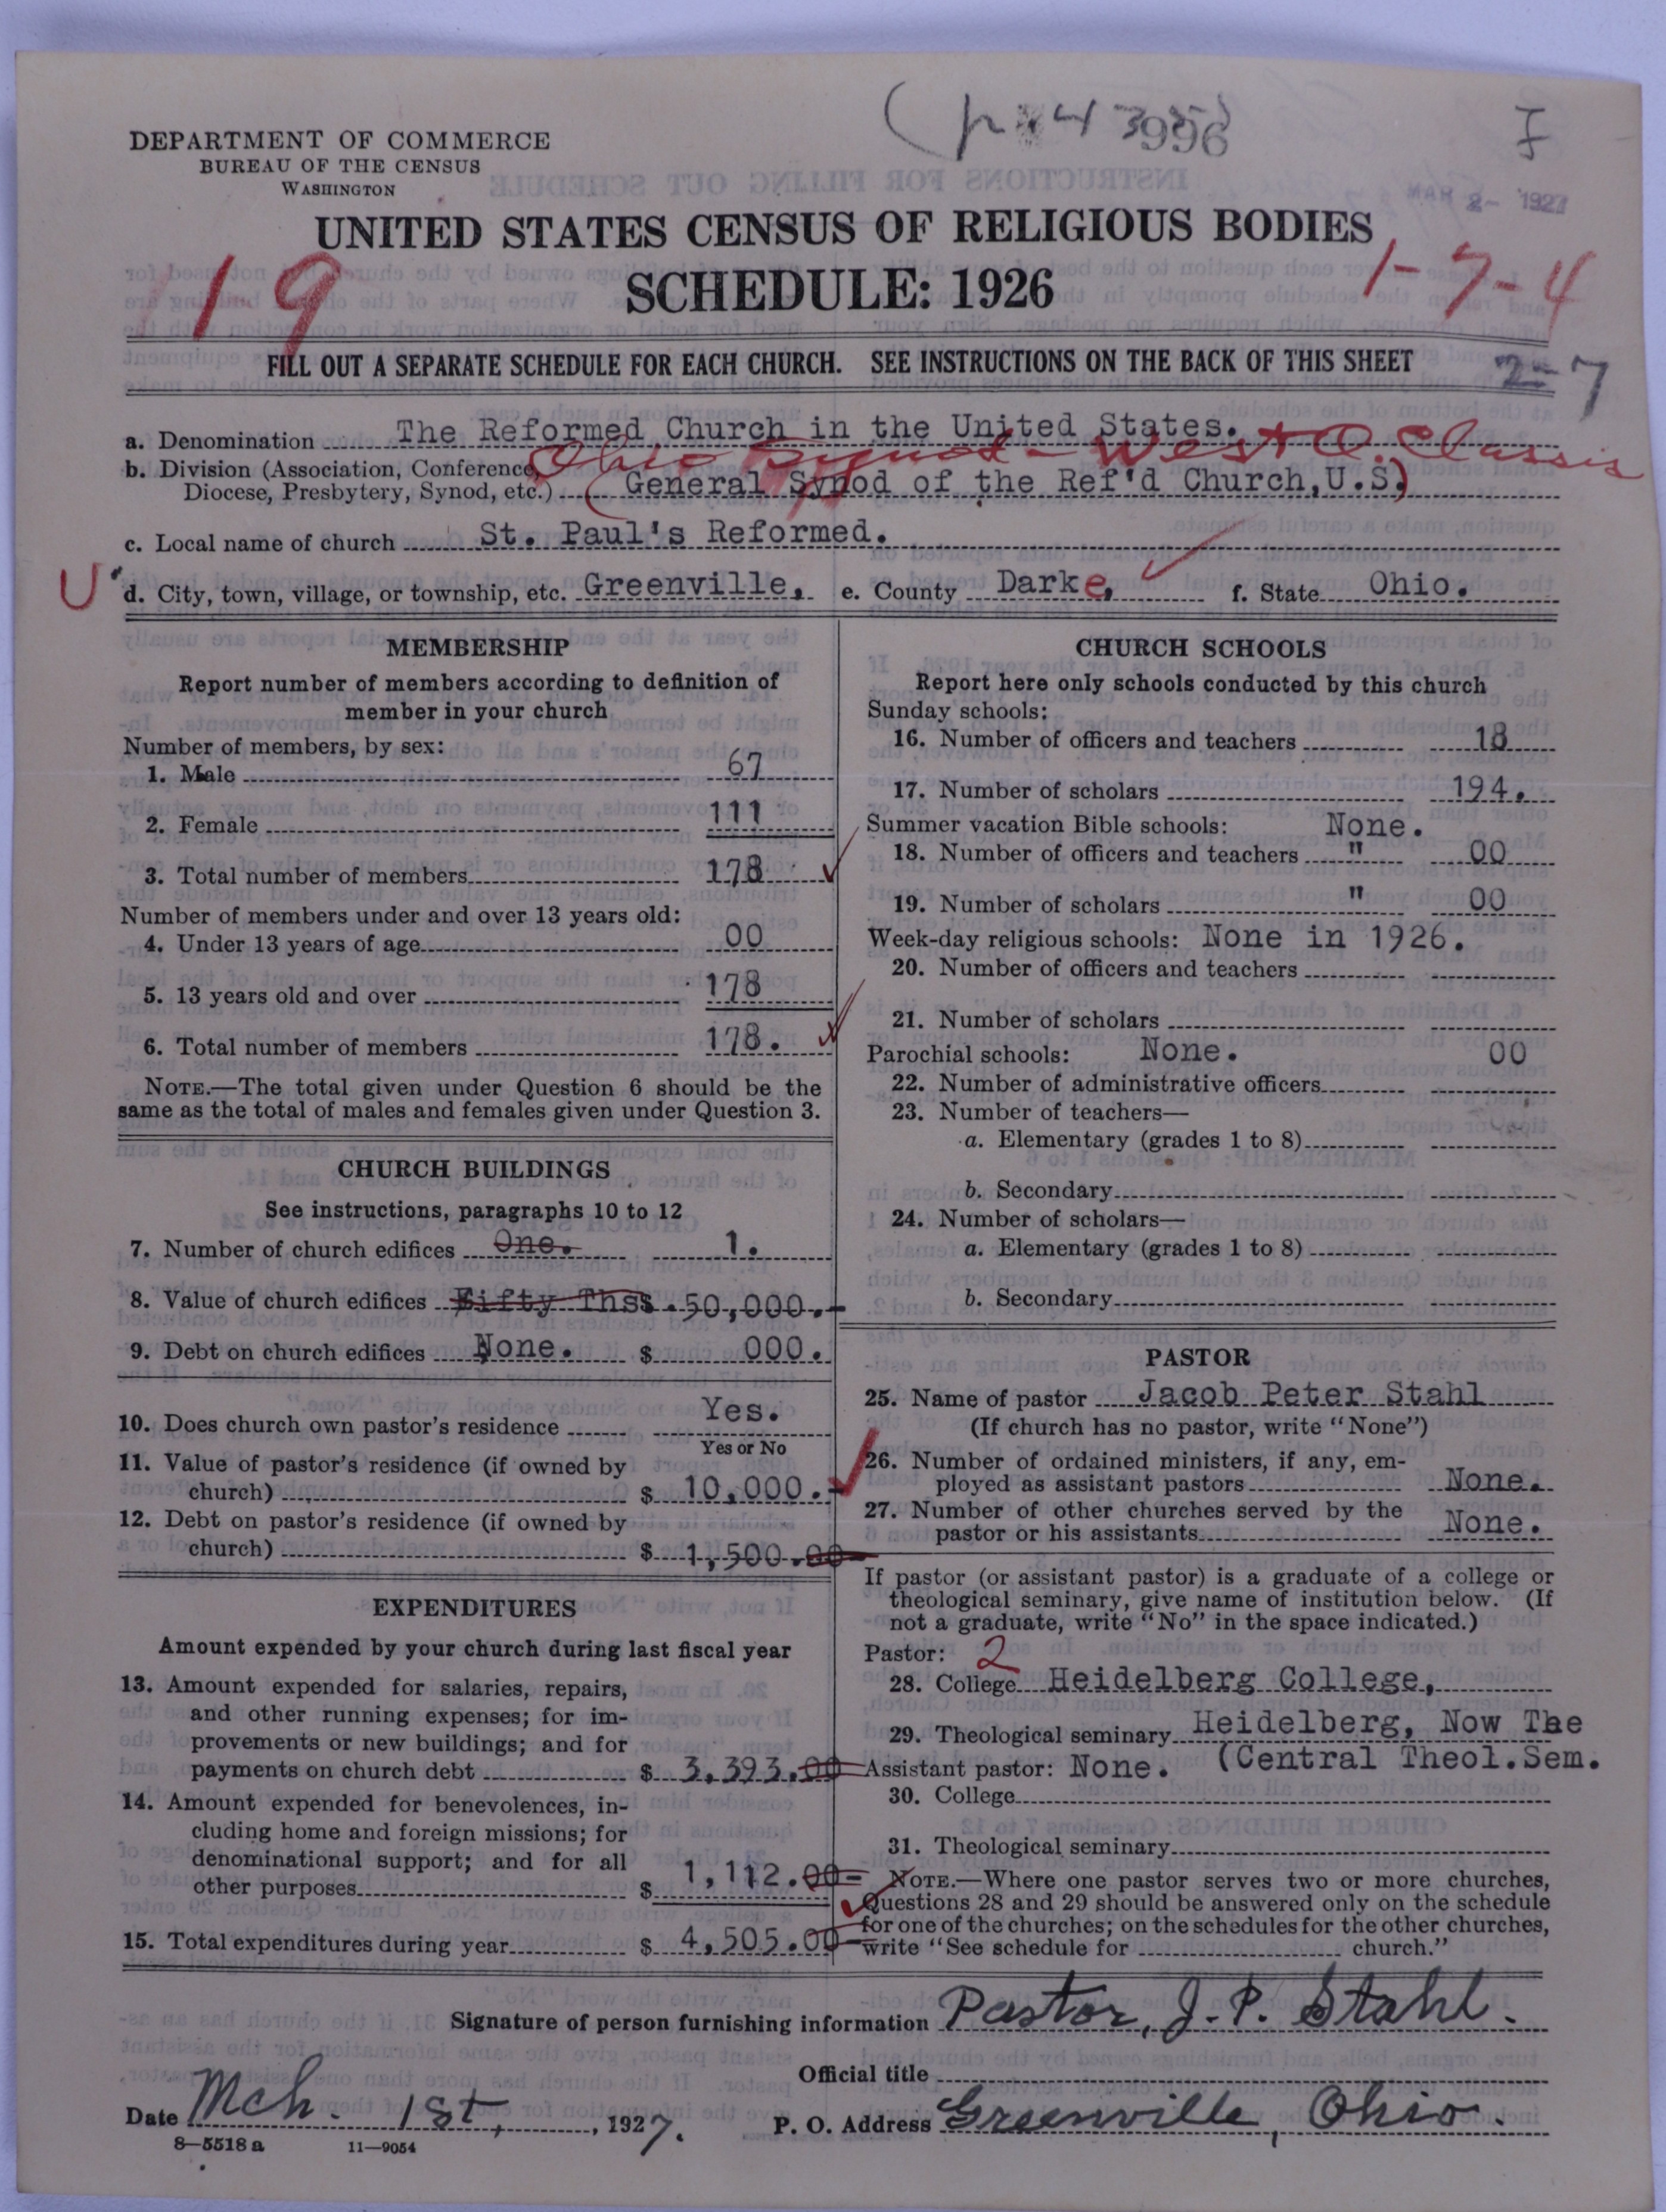 3996
I
DEPARTMENT OF COMMERCE
BUREAU OF THE CENSUS
WASHINGTON
MAR 2- 1927
UNITED STATES CENSUS OF RELIGIOUS BODIES
SCHEDULE: 1926
19
1-7-4
FILL OUT A SEPARATE SCHEDULE FOR EACH CHURCH. SEE INSTRUCTIONS ON THE BACK OF THIS SHEET
2-7
a. Denomination The Reformed Church in the United States.
Ohio Synod - West O. Classis
b. Division (Association, Conference
Diocese, Presbytery, Synod, etc.) (General Synod of the Ref'd Church,U.S.)
c. Local name of church St. Paul's Reformed.
U d. City, town, village, or township, etc. Greenville, e. County Darke, f. State Ohio.
MEMBERSHIP
Report number of members according to definition of
member in your church
Number of members, by sex:
1. Male 67
2. Female 111
3. Total number of members 178
Number of members under and over 13 years old:
4. Under 13 years of age 00
5. 13 years old and over 178
6. Total number of members 178.
NOTE.—The total given under Question 6 should be the
same as the total of males and females given under Question 3.
CHURCH BUILDINGS
See instructions, paragraphs 10 to 12
7. Number of church edifices One. 1.
8. Value of church edifices Fifty Ths $ 50,000.-
9. Debt on church edifices None. $ 000.
10. Does church own pastor's residence Yes.
Yes or No
11. Value of pastor's residence (if owned by
church) $ 10,000.-
12. Debt on pastor's residence (if owned by
church) $ 1,500.00
EXPENDITURES
Amount expended by your church during last fiscal year
13. Amount expended for salaries, repairs,
and other running expenses; for im-
provements or new buildings; and for
payments on church debt $ 3,393.00
14. Amount expended for benevolences, in-
cluding home and foreign missions; for
denominational support; and for all
other purposes $ 1,112.00
15. Total expenditures during year $ 4,505.00
CHURCH SCHOOLS
Report here only schools conducted by this church
Sunday schools:
16. Number of officers and teachers 18
17. Number of scholars 194.
Summer vacation Bible schools: None.
18. Number of officers and teachers " 00
19. Number of scholars " 00
Week-day religious schools: None in 1926.
20. Number of officers and teachers
21. Number of scholars
Parochial schools: None. 00
22. Number of administrative officers
23. Number of teachers—
a. Elementary (grades 1 to 8)
b. Secondary
24. Number of scholars—
a. Elementary (grades 1 to 8)
b. Secondary
PASTOR
25. Name of pastor Jacob Peter Stahl
(If church has no pastor, write "None")
26. Number of ordained ministers, if any, em-
ployed as assistant pastors None.
27. Number of other churches served by the
pastor or his assistants None.
If pastor (or assistant pastor) is a graduate of a college or
theological seminary, give name of institution below. (If
not a graduate, write "No" in the space indicated.)
Pastor: 2
28. College Heidelberg College,
29. Theological seminary Heidelberg, Now The
Assistant pastor: None. (Central Theol.Sem.
30. College
31. Theological seminary
NOTE.—Where one pastor serves two or more churches,
Questions 28 and 29 should be answered only on the schedule
for one of the churches; on the schedules for the other churches,
write "See schedule for church."
Signature of person furnishing information Pastor, J. P. Stahl.
Official title
Date Mch. 1st, 1927. P. O. Address Greenville, Ohio.
8—5518 a 11—9054